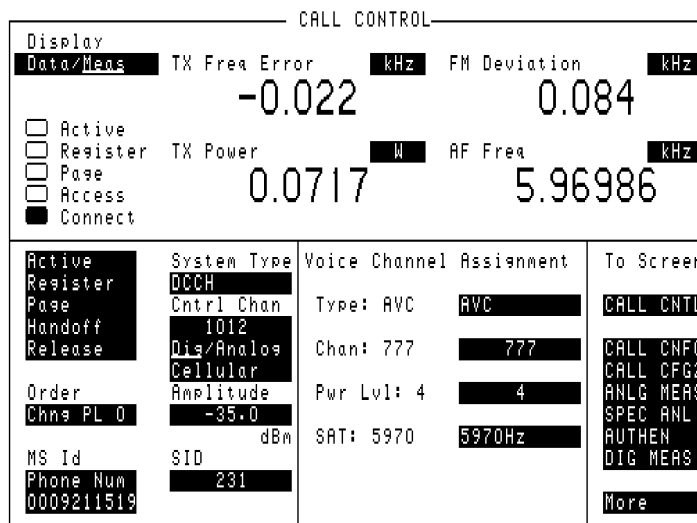 CALL CONTROL
Display
Data/Meas
TX Freq Error kHz
-0.022
FM Deviation kHz
0.084
Active
Register
Page
Access
Connect
TX Power W
0.0717
AF Freq kHz
5.96986
Active
Register
Page
Handoff
Release
Order
Chng PL 0
MS Id
Phone Num
0009211519
System Type
DCCH
Cntrl Chan
1012
Dig/Analog
Cellular
Amplitude
-35.0
dBm
SID
231
Voice Channel Assignment
Type: AVC AVC
Chan: 777 777
Pwr Lvl: 4 4
SAT: 5970 5970Hz
To Screen
CALL CNTL
CALL CNFG
CALL CFG2
ANLG MEAS
SPEC ANL
AUTHEN
DIG MEAS
More